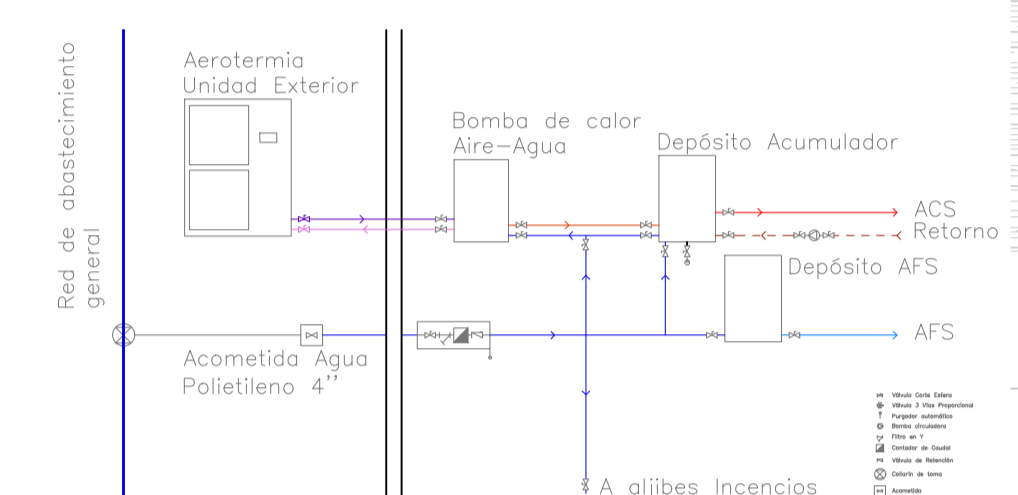 Red de abastecimiento
general
Aerotermia
Unidad Exterior
Bomba de calor
Aire-Agua
Depósito Acumulador
ACS
Retorno
Depósito AFS
AFS
Acometida Agua
Polietileno 4''
A aljibes Incencios
Válvula Corte Esfera
Válvula 3 Vías Proporcional
Purgador automático
Bomba circuladora
Filtro en Y
Contador de Caudal
Válvula de Retención
Collarín de toma
Acometida